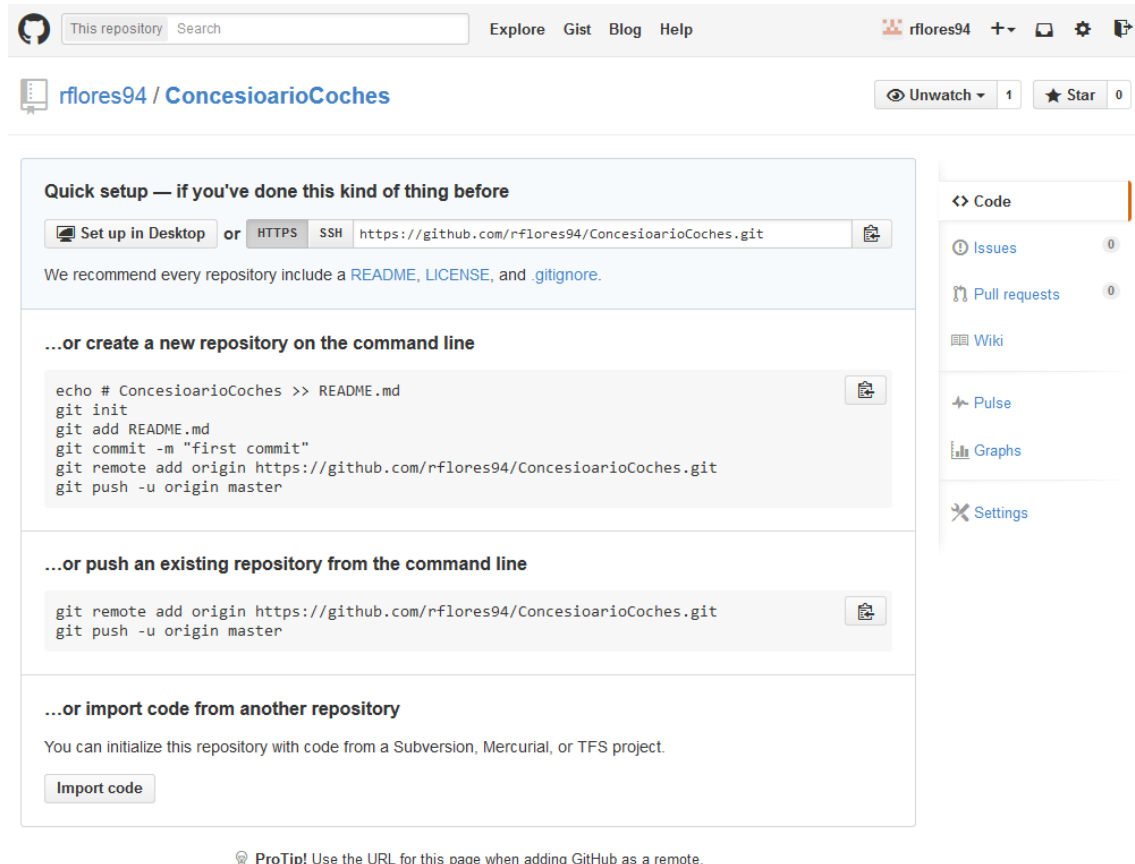 This repository Search Explore Gist Blog Help rflores94
rflores94 / ConcesioarioCoches Unwatch 1 Star 0
Quick setup — if you've done this kind of thing before
Set up in Desktop or HTTPS SSH https://github.com/rflores94/ConcesioarioCoches.git
We recommend every repository include a README, LICENSE, and .gitignore.
…or create a new repository on the command line
echo # ConcesioarioCoches >> README.md
git init
git add README.md
git commit -m "first commit"
git remote add origin https://github.com/rflores94/ConcesioarioCoches.git
git push -u origin master
…or push an existing repository from the command line
git remote add origin https://github.com/rflores94/ConcesioarioCoches.git
git push -u origin master
…or import code from another repository
You can initialize this repository with code from a Subversion, Mercurial, or TFS project.
Import code
Code
Issues 0
Pull requests 0
Wiki
Pulse
Graphs
Settings
ProTip! Use the URL for this page when adding GitHub as a remote.